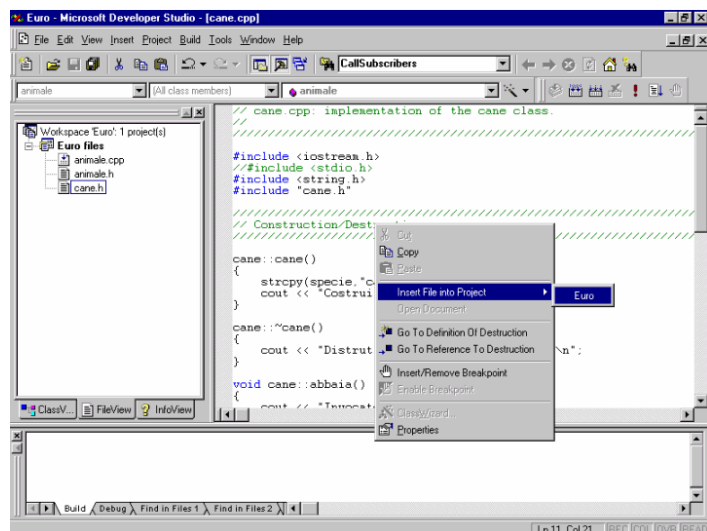 Euro - Microsoft Developer Studio - [cane.cpp]
File Edit View Insert Project Build Tools Window Help
CallSubscribers
animale (All class members) animale
Workspace 'Euro': 1 project(s)
Euro files
animale.cpp
animale.h
cane.h
ClassV... FileView InfoView
// cane.cpp: implementation of the cane class.
//
//////////////////////////////////////////////////////////////////////
#include <iostream.h>
//#include <stdio.h>
#include <string.h>
#include "cane.h"
//////////////////////////////////////////////////////////////////////
// Construction/Dest
//////////////////////////////////////////////////////////////////////
cane::cane()
{
strcpy(specie,"c
cout << "Costrui
}
cane::~cane()
{
cout << "Distrut \n";
}
void cane::abbaia()
{
cout << "Invocat
Cut
Copy
Paste
Insert File into Project
Euro
Open Document
Go To Definition Of Destruction
Go To Reference To Destruction
Insert/Remove Breakpoint
Enable Breakpoint
ClassWizard...
Properties
Build Debug Find in Files 1 Find in Files 2
Ln 11, Col 21 REC COL OVR READ